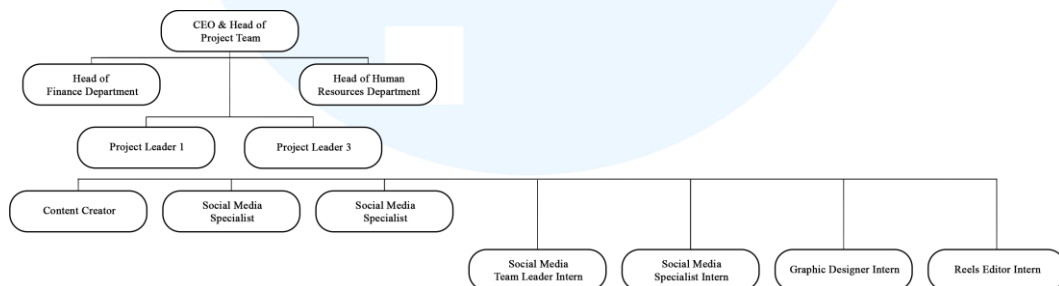 CEO & Head of
Project Team
Head of
Finance Department
Head of Human
Resources Department
Project Leader 1
Project Leader 3
Content Creator
Social Media
Specialist
Social Media
Specialist
Social Media
Team Leader Intern
Social Media
Specialist Intern
Graphic Designer Intern
Reels Editor Intern